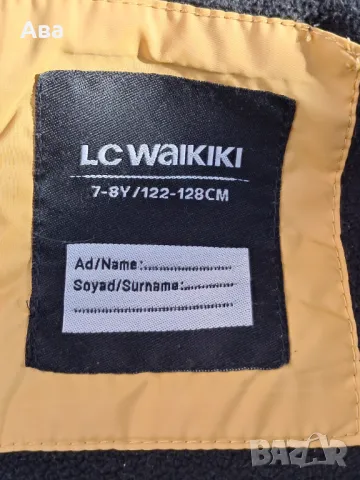 Ава
LC WAIKIKI
7-8Y/122-128CM
Ad/Name:
Soyad/Surname:
BAZAR